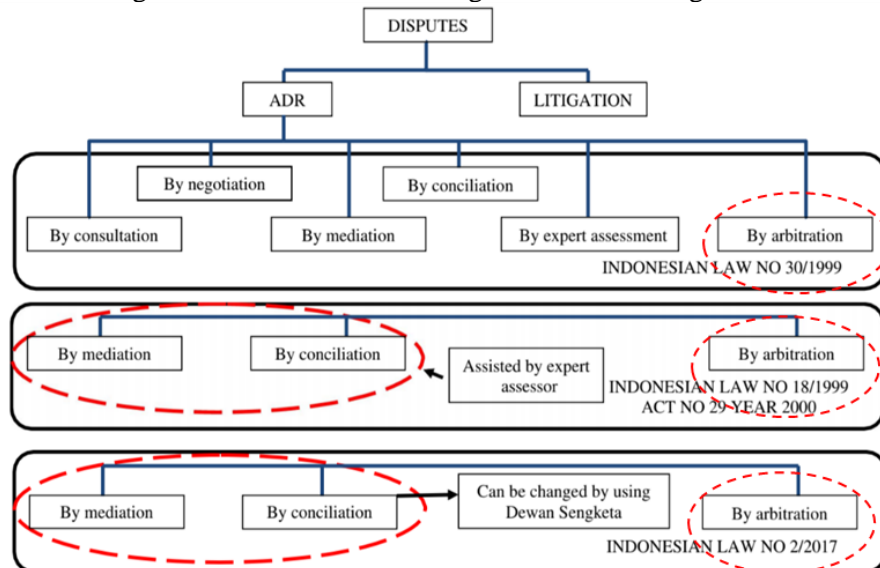 DISPUTES
ADR
LITIGATION
By negotiation
By conciliation
By consultation
By mediation
By expert assessment
By arbitration
INDONESIAN LAW NO 30/1999
By mediation
By conciliation
Assisted by expert
assessor
By arbitration
INDONESIAN LAW NO 18/1999
ACT NO 29 YEAR 2000
By mediation
By conciliation
Can be changed by using
Dewan Sengketa
By arbitration
INDONESIAN LAW NO 2/2017